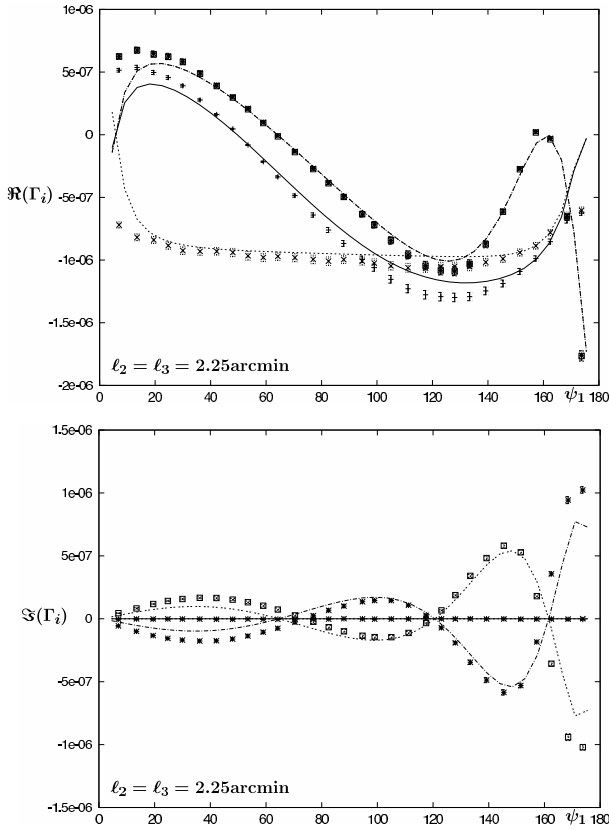 1e-06
5e-07
0
ℜ(Γᵢ) -5e-07
-1e-06
-1.5e-06
ℓ₂ = ℓ₃ = 2.25arcmin
-2e-06
0 20 40 60 80 100 120 140 160 ψ₁ 180
1.5e-06
1e-06
5e-07
ℑ(Γᵢ) 0
-5e-07
-1e-06
ℓ₂ = ℓ₃ = 2.25arcmin
-1.5e-06
0 20 40 60 80 100 120 140 160 ψ₁ 180